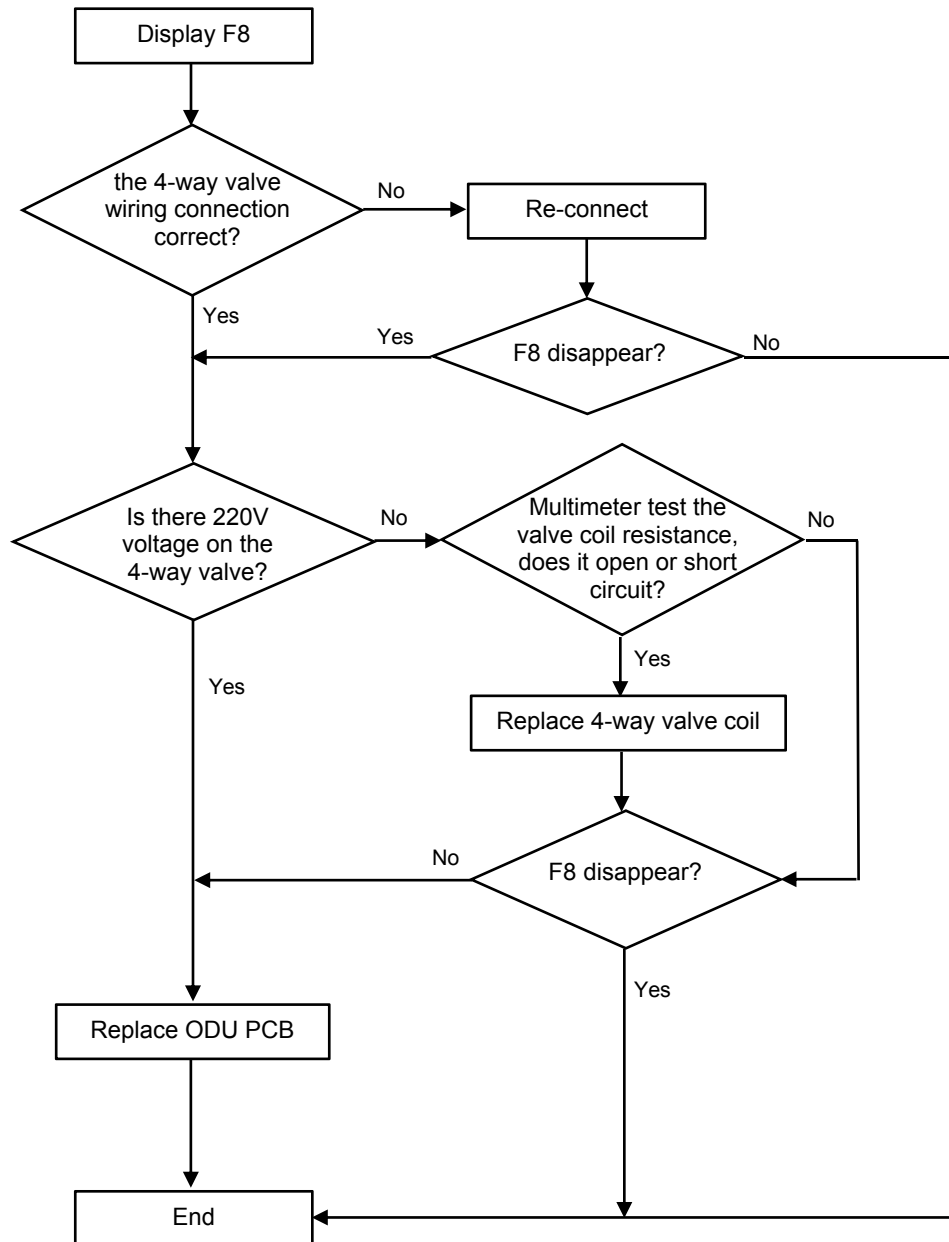 Display F8
the 4-way valve
wiring connection
correct?
No
Re-connect
Yes
Yes
F8 disappear?
No
Is there 220V
voltage on the
4-way valve?
No
Multimeter test the
valve coil resistance,
does it open or short
circuit?
No
Yes
Yes
Replace 4-way valve coil
No
F8 disappear?
Yes
Replace ODU PCB
End